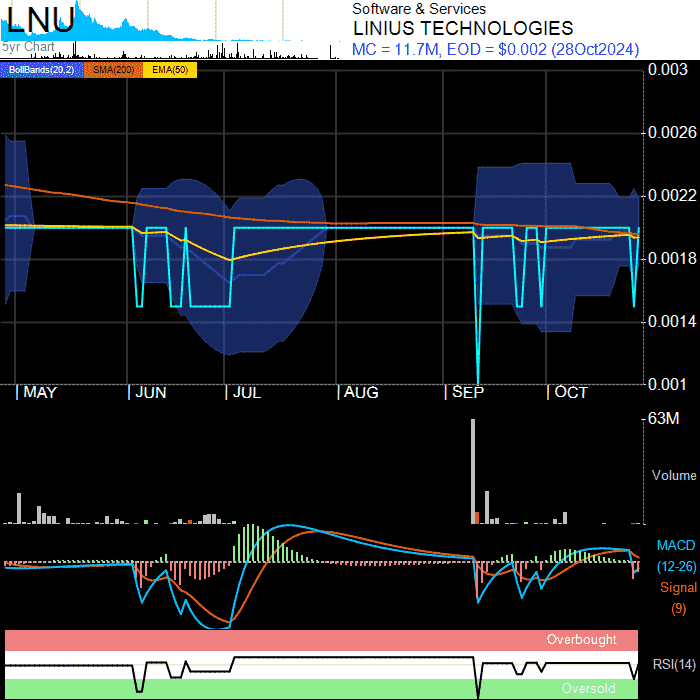 LNU
5yr Chart
Software & Services
LINIUS TECHNOLOGIES
MC = 11.7M, EOD = $0.002 (28Oct2024)
BollBands(20,2) SMA(200) EMA(50)
0.003
0.0026
0.0022
0.0018
0.0014
0.001
MAY JUN JUL AUG SEP OCT
63M
Volume
MACD
(12-26)
Signal
(9)
Overbought
RSI(14)
Oversold